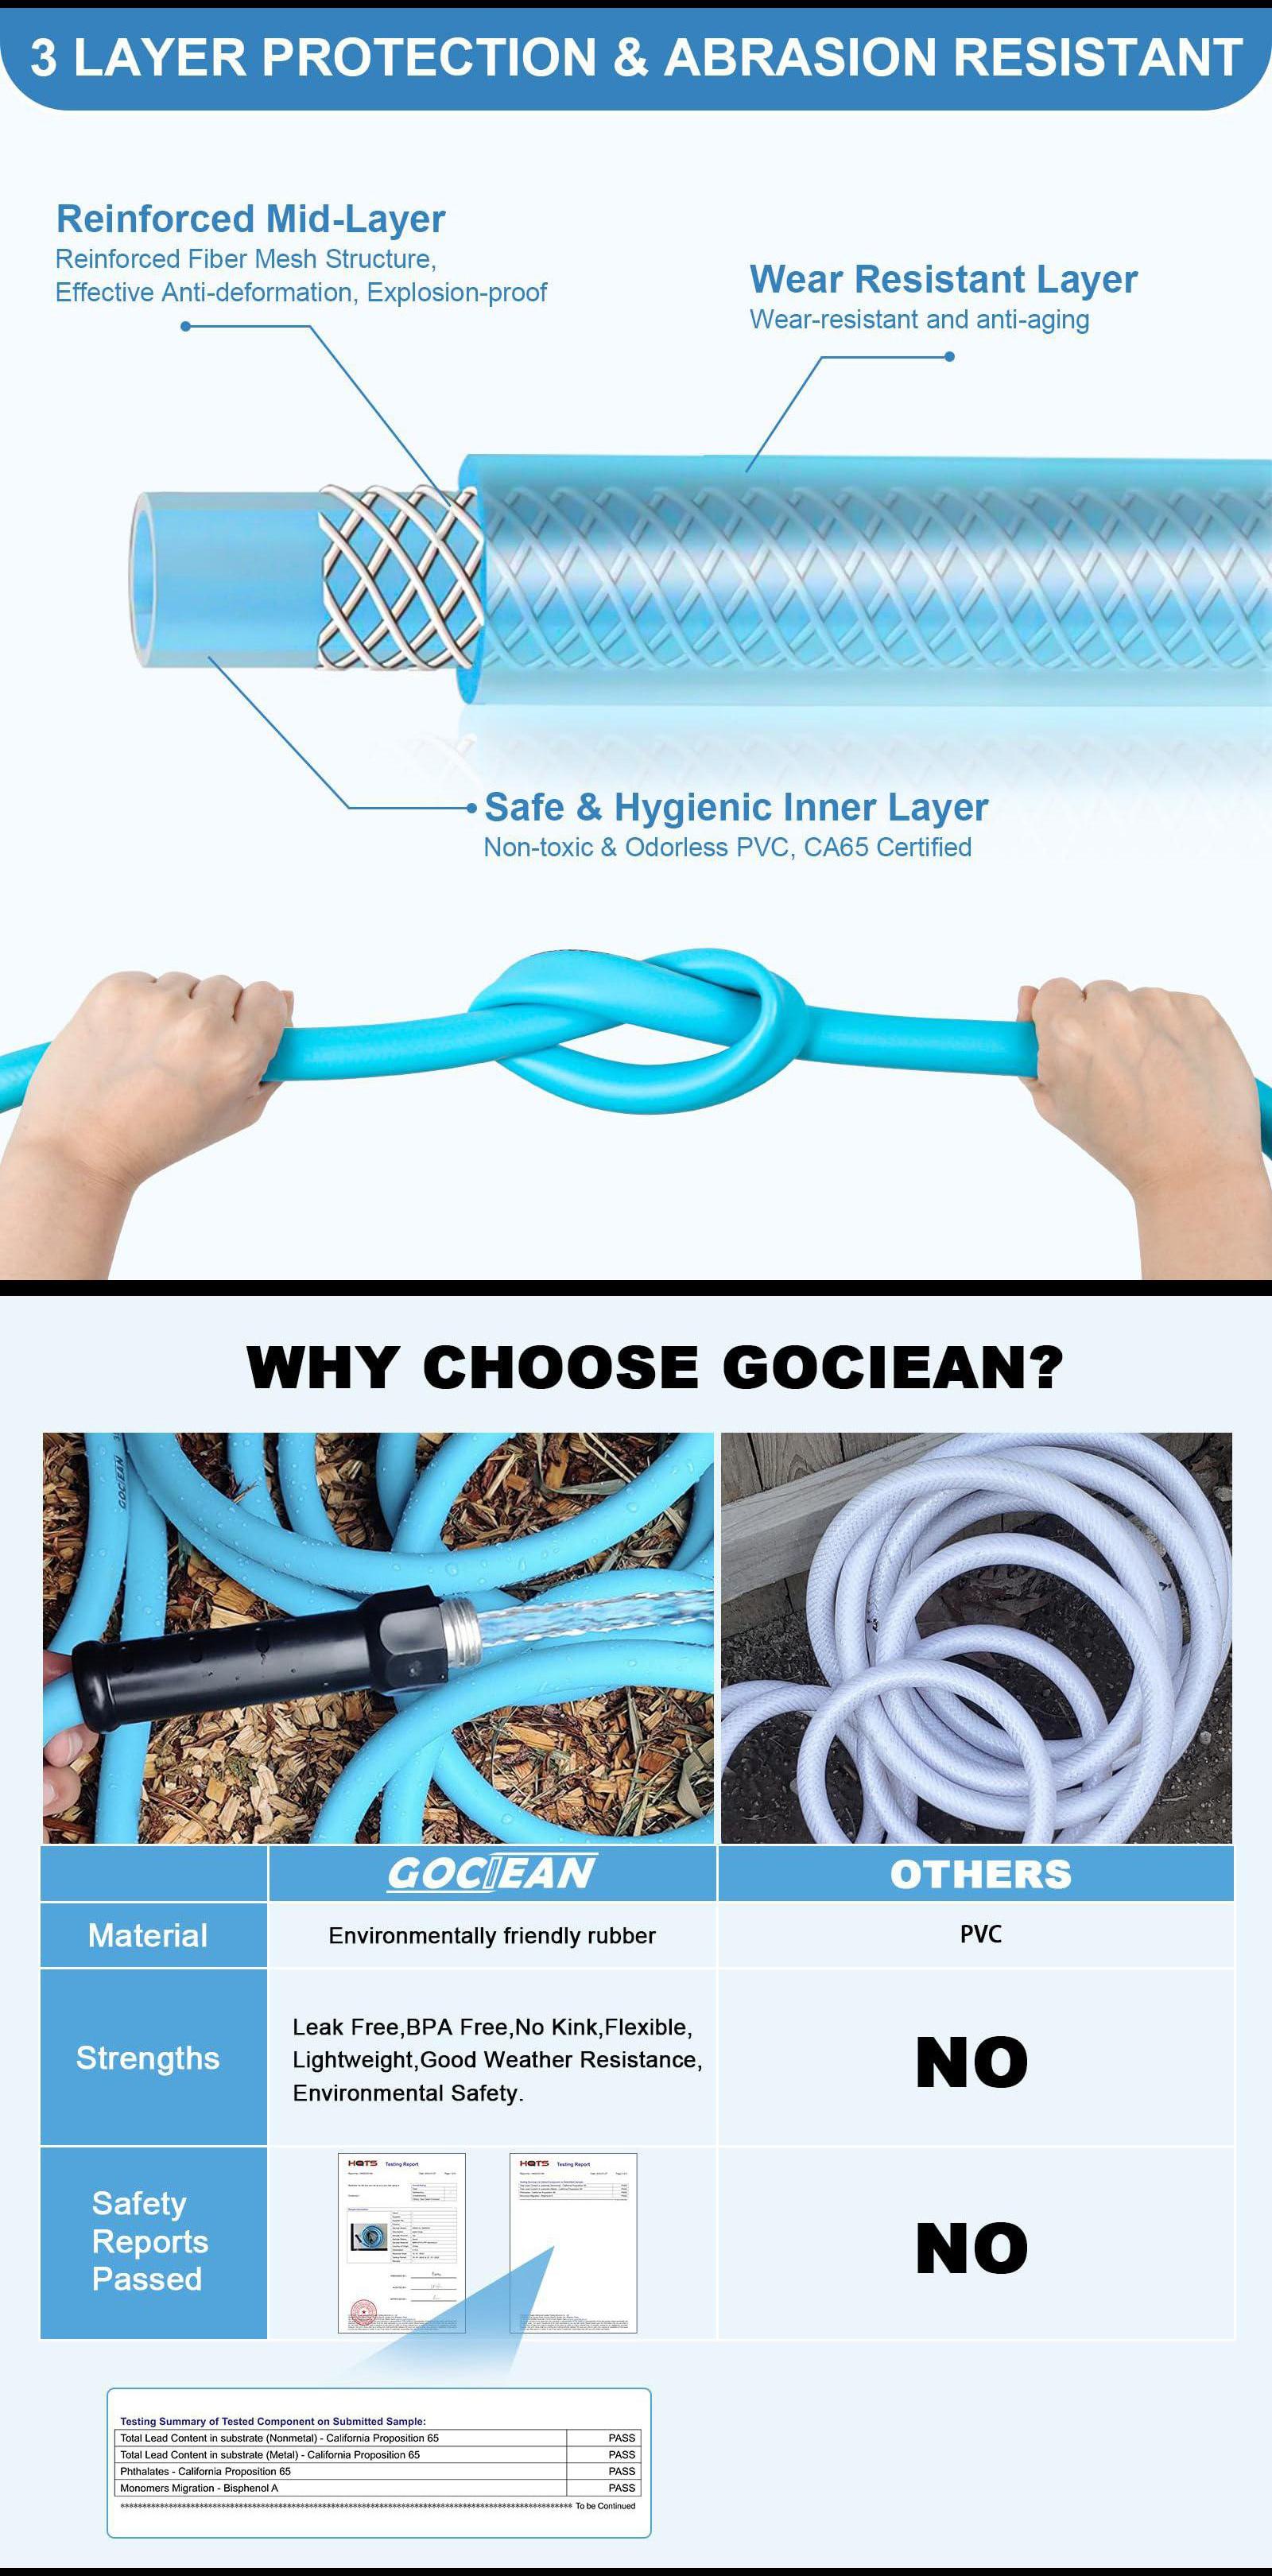 3 LAYER PROTECTION & ABRASION RESISTANT
Reinforced Mid-Layer
Reinforced Fiber Mesh Structure,
Effective Anti-deformation, Explosion-proof
Wear Resistant Layer
Wear-resistant and anti-aging
Safe & Hygienic Inner Layer
Non-toxic & Odorless PVC, CA65 Certified
WHY CHOOSE GOCIEAN?
GOCIEAN
GOCIEAN
OTHERS
Material
Environmentally friendly rubber
PVC
Strengths
Leak Free,BPA Free,No Kink,Flexible,
Lightweight,Good Weather Resistance,
Environmental Safety.
NO
Safety
Reports
Passed
HQTS Testing Report
HQTS Testing Report
NO
Testing Summary of Tested Component on Submitted Sample:
Total Lead Content in substrate (Nonmetal) - California Proposition 65 PASS
Total Lead Content in substrate (Metal) - California Proposition 65 PASS
Phthalates - California Proposition 65 PASS
Monomers Migration - Bisphenol A PASS
To be Continued